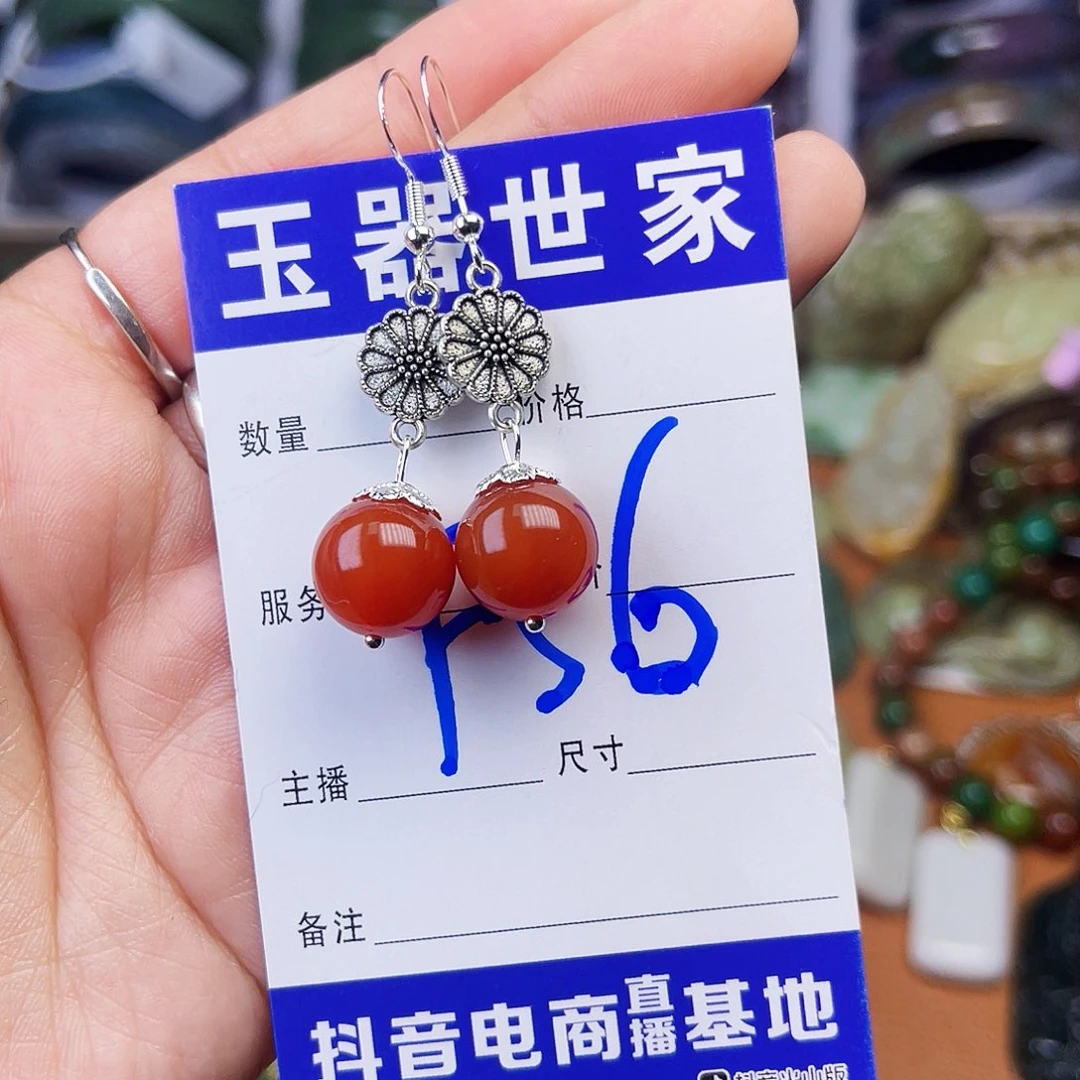 玉器世家
数量 价格
服务
主播 尺寸
备注
抖音电商直播基地